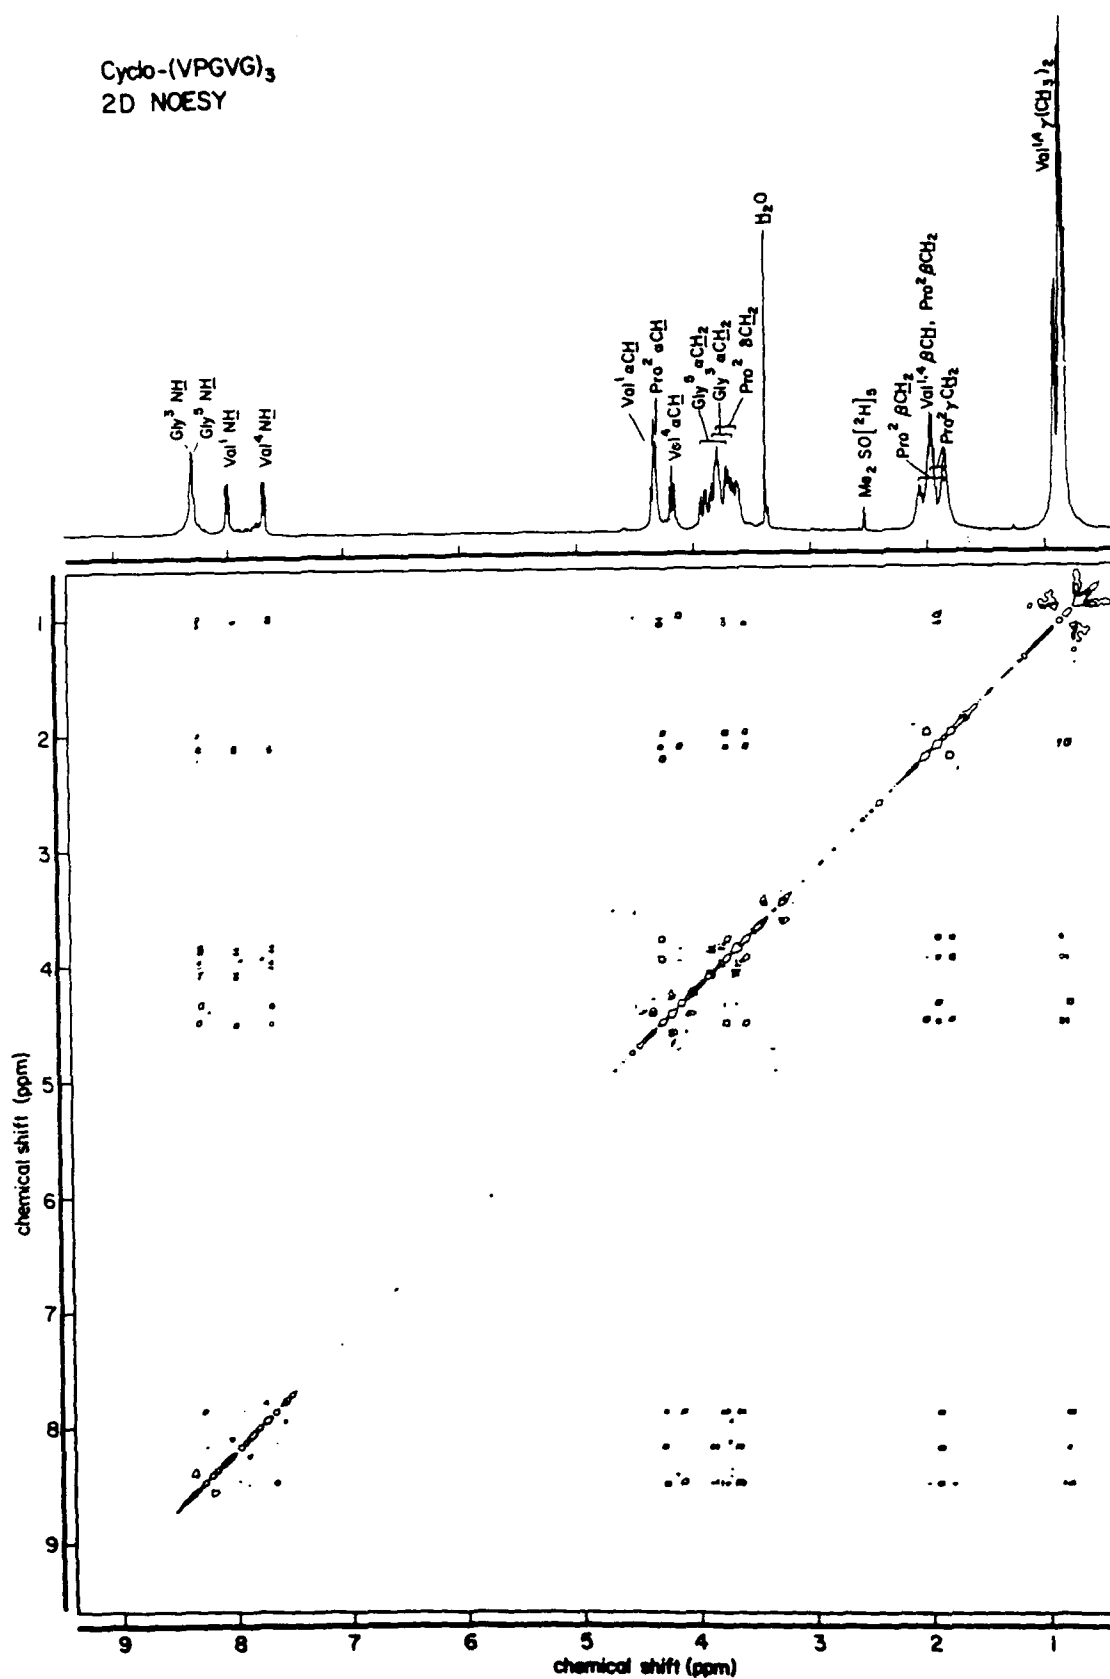 Cyclo-(VPGVG)₃
2D NOESY
Gly³ NH
Gly⁵ NH
Val¹ NH
Val⁴ NH
Val¹ αCH
Pro² αCH
Val⁴ αCH
Gly⁵ αCH₂
Gly³ αCH₂
Pro² δCH₂
H₂O
Me₂ SO[²H]₅
Pro² βCH₂
Val¹,⁴ βCH, Pro² βCH₂
Pro² γCH₂
Val¹,⁴ γ(CH₃)₂
1
2
3
4
5
6
7
8
9
chemical shift (ppm)
9
8
7
6
5
4
3
2
1
chemical shift (ppm)